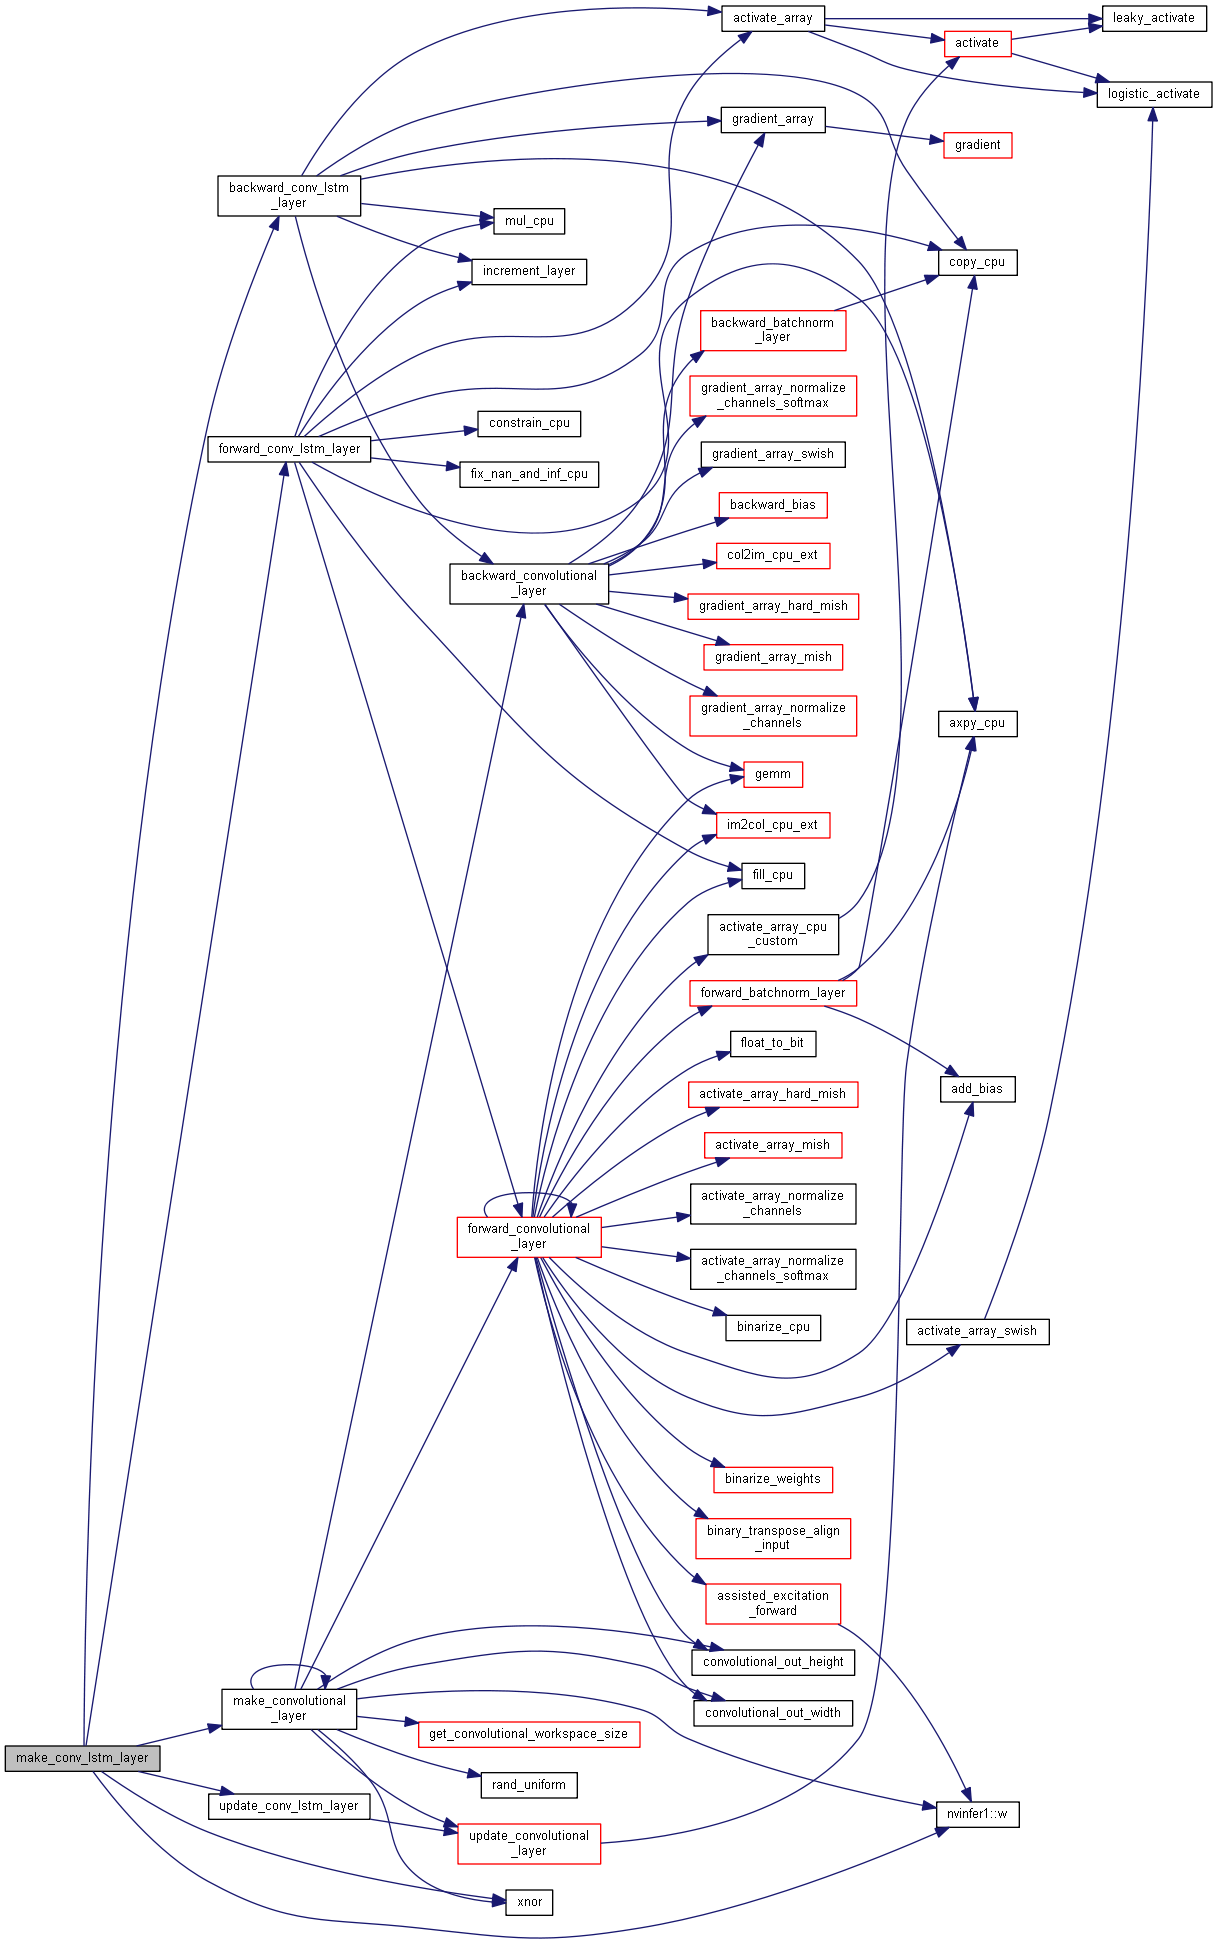 activate_array
leaky_activate
activate
logistic_activate
gradient_array
gradient
backward_conv_lstm
_layer
mul_cpu
copy_cpu
increment_layer
backward_batchnorm
_layer
gradient_array_normalize
_channels_softmax
constrain_cpu
forward_conv_lstm_layer
gradient_array_swish
fix_nan_and_inf_cpu
backward_bias
col2im_cpu_ext
backward_convolutional
_layer
gradient_array_hard_mish
gradient_array_mish
gradient_array_normalize
_channels
axpy_cpu
gemm
im2col_cpu_ext
fill_cpu
activate_array_cpu
_custom
forward_batchnorm_layer
float_to_bit
add_bias
activate_array_hard_mish
activate_array_mish
activate_array_normalize
_channels
forward_convolutional
_layer
activate_array_normalize
_channels_softmax
binarize_cpu
activate_array_swish
binarize_weights
binary_transpose_align
_input
assisted_excitation
_forward
convolutional_out_height
make_convolutional
_layer
convolutional_out_width
get_convolutional_workspace_size
make_conv_lstm_layer
rand_uniform
update_conv_lstm_layer
nvinfer1::w
update_convolutional
_layer
xnor